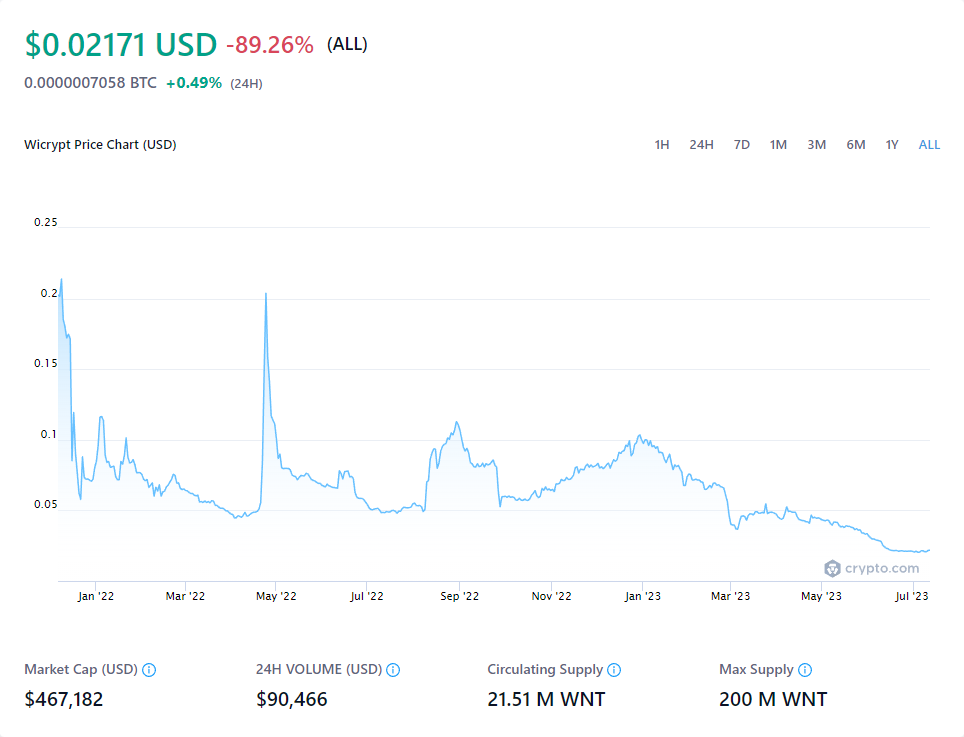 $0.02171 USD -89.26% (ALL)
0.0000007058 BTC +0.49% (24H)
Wicrypt Price Chart (USD) 1H 24H 7D 1M 3M 6M 1Y ALL
0.25
0.2
0.15
0.1
0.05
crypto.com
Jan '22 Mar '22 May '22 Jul '22 Sep '22 Nov '22 Jan '23 Mar '23 May '23 Jul '23
Market Cap (USD) 24H VOLUME (USD) Circulating Supply Max Supply
$467,182 $90,466 21.51 M WNT 200 M WNT